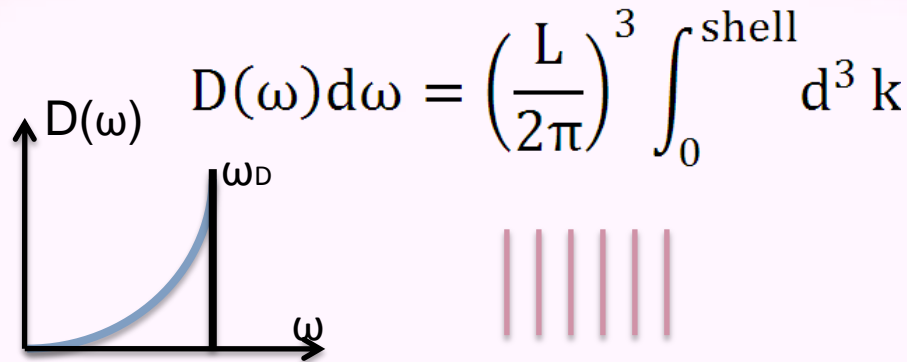 D(ω)dω = (L/2π)³ ∫₀^shell d³ k
D(ω)
ωD
ω